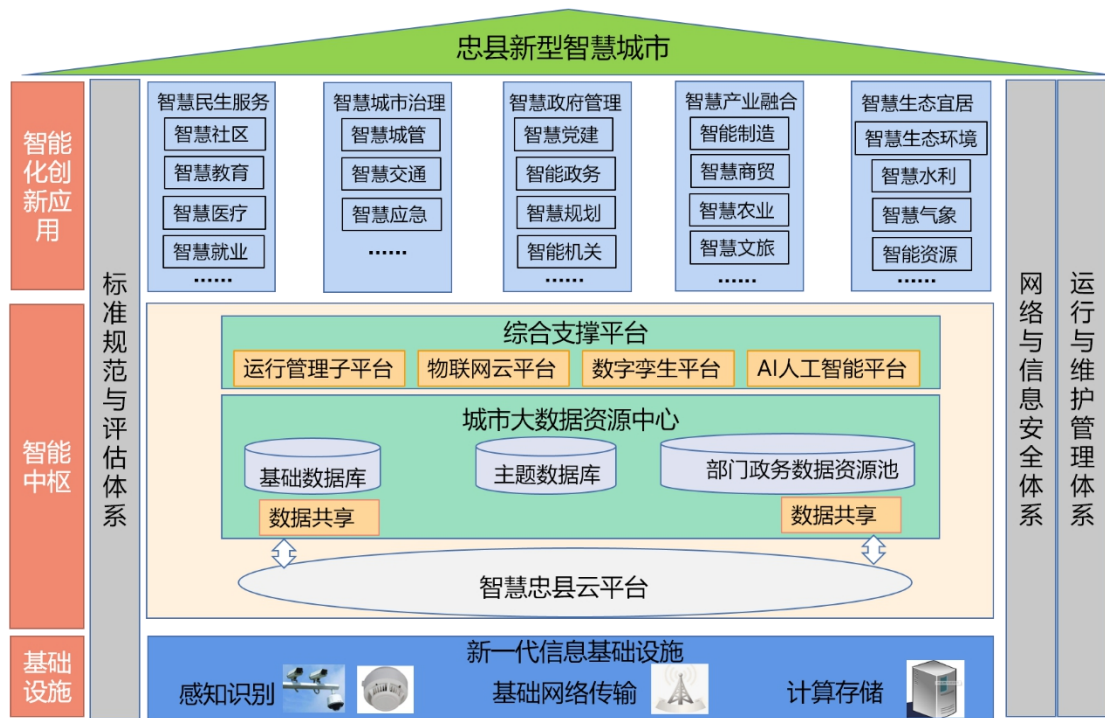 忠县新型智慧城市
智能
化创
新应
用
标准规范与评估体系
智慧民生服务
智慧社区
智慧教育
智慧医疗
智慧就业
……
智慧城市治理
智慧城管
智慧交通
智慧应急
……
智慧政府管理
智慧党建
智能政务
智慧规划
智能机关
……
智慧产业融合
智能制造
智慧商贸
智慧农业
智慧文旅
……
智慧生态宜居
智慧生态环境
智慧水利
智慧气象
智能资源
……
网络与信息安全体系
运行与维护管理体系
智能
中枢
综合支撑平台
运行管理子平台
物联网云平台
数字孪生平台
AI人工智能平台
城市大数据资源中心
基础数据库
主题数据库
部门政务数据资源池
数据共享
数据共享
智慧忠县云平台
基础
设施
新一代信息基础设施
感知识别
基础网络传输
计算存储